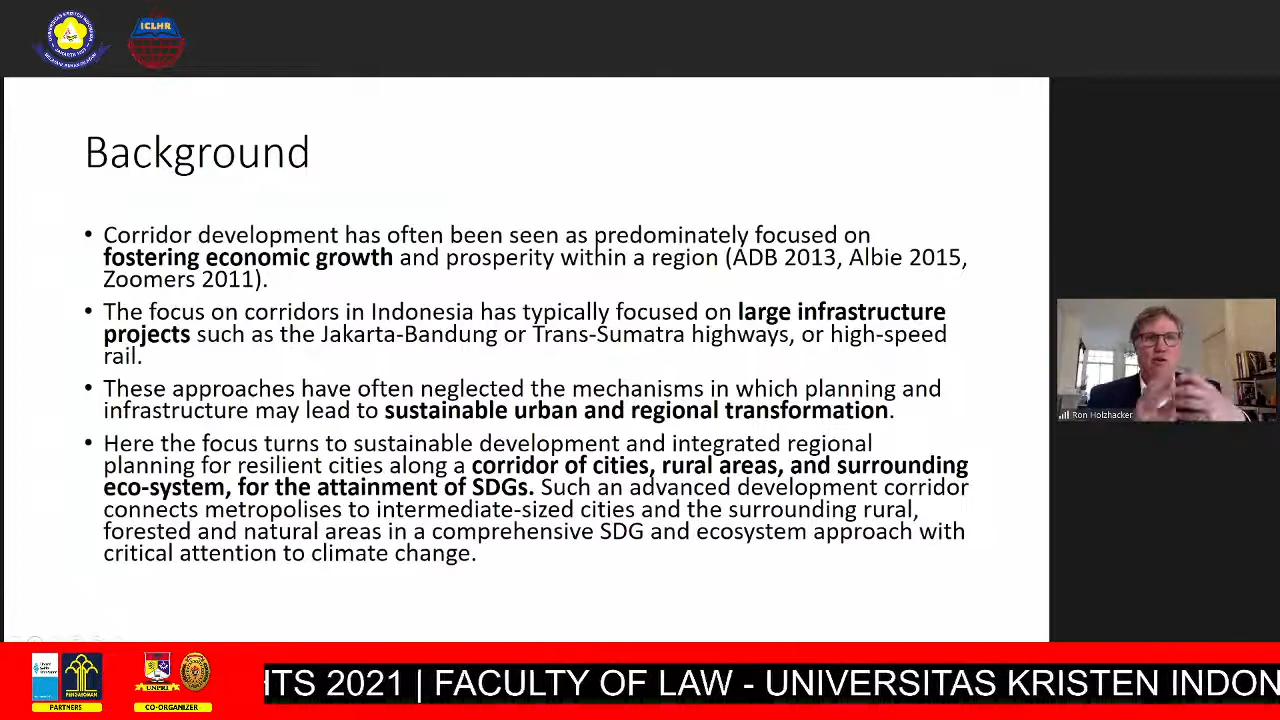 ICLHR
Background
• Corridor development has often been seen as predominately focused on
fostering economic growth and prosperity within a region (ADB 2013, Albie 2015,
Zoomers 2011).
• The focus on corridors in Indonesia has typically focused on large infrastructure
projects such as the Jakarta-Bandung or Trans-Sumatra highways, or high-speed
rail.
• These approaches have often neglected the mechanisms in which planning and
infrastructure may lead to sustainable urban and regional transformation.
• Here the focus turns to sustainable development and integrated regional
planning for resilient cities along a corridor of cities, rural areas, and surrounding
eco-system, for the attainment of SDGs. Such an advanced development corridor
connects metropolises to intermediate-sized cities and the surrounding rural,
forested and natural areas in a comprehensive SDG and ecosystem approach with
critical attention to climate change.
Ron Holzhacker
PENGAYOMAN
UNPRI
PARTNERS
CO-ORGANIZER
HTS 2021 | FACULTY OF LAW - UNIVERSITAS KRISTEN INDON